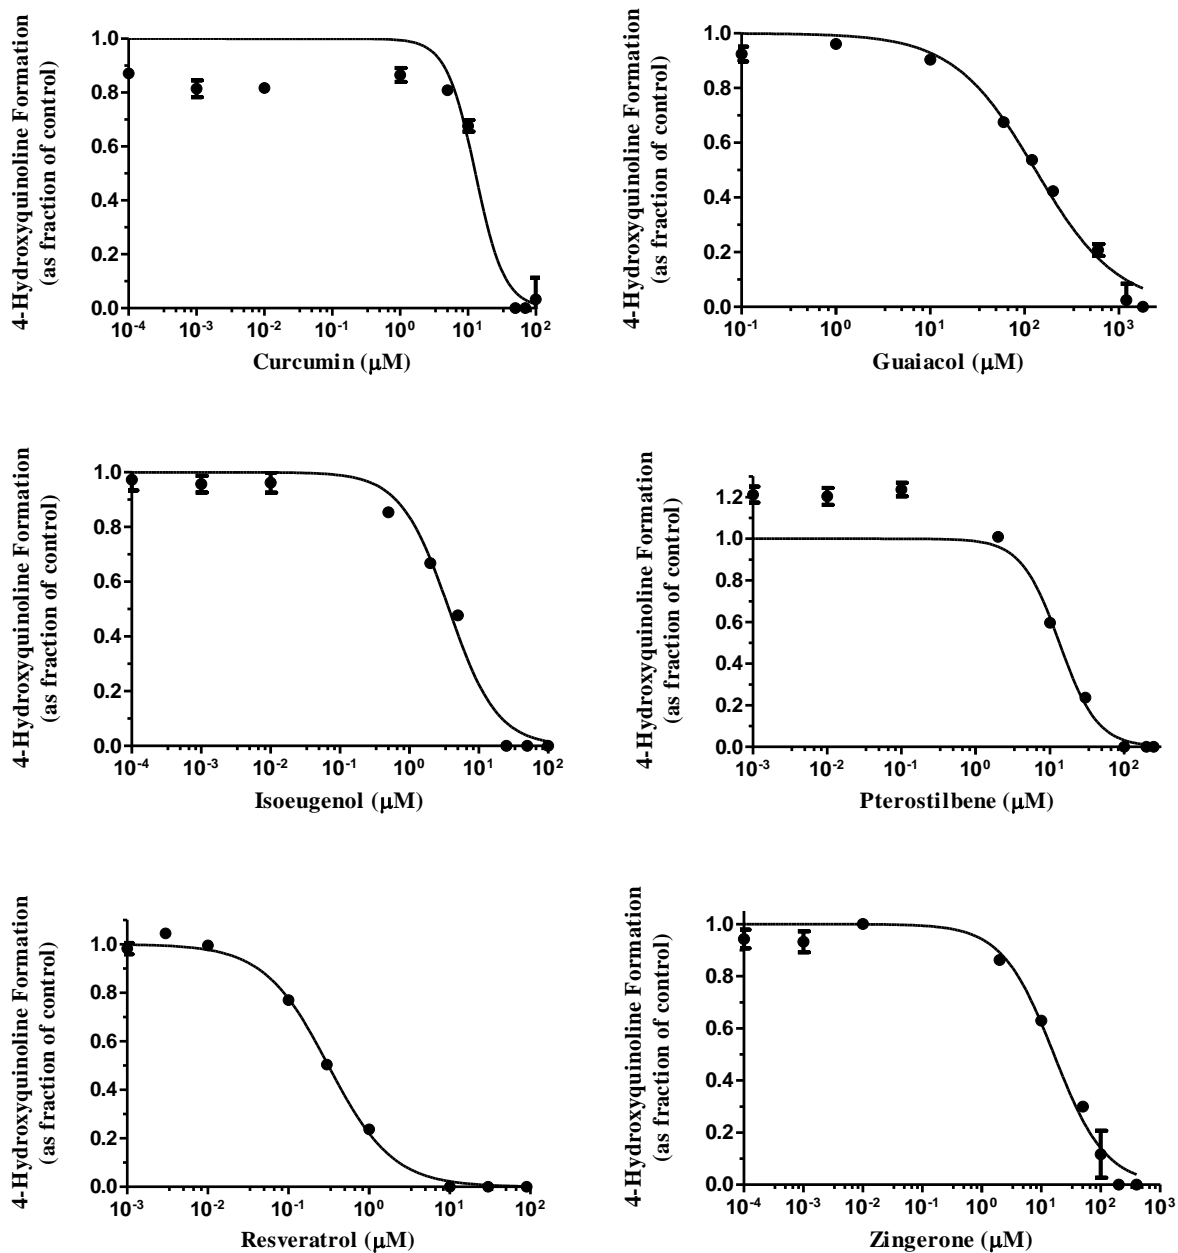 4-Hydroxyquinoline Formation
(as fraction of control)
1.0
0.8
0.6
0.4
0.2
0.0
10-4 10-3 10-2 10-1 100 101 102
Curcumin (μM)
4-Hydroxyquinoline Formation
(as fraction of control)
1.0
0.8
0.6
0.4
0.2
0.0
10-1 100 101 102 103
Guaiacol (μM)
4-Hydroxyquinoline Formation
(as fraction of control)
1.0
0.8
0.6
0.4
0.2
0.0
10-4 10-3 10-2 10-1 100 101 102
Isoeugenol (μM)
4-Hydroxyquinoline Formation
(as fraction of control)
1.2
1.0
0.8
0.6
0.4
0.2
0.0
10-3 10-2 10-1 100 101 102
Pterostilbene (μM)
4-Hydroxyquinoline Formation
(as fraction of control)
1.0
0.8
0.6
0.4
0.2
0.0
10-3 10-2 10-1 100 101 102
Resveratrol (μM)
4-Hydroxyquinoline Formation
(as fraction of control)
1.0
0.8
0.6
0.4
0.2
0.0
10-4 10-3 10-2 10-1 100 101 102 103
Zingerone (μM)